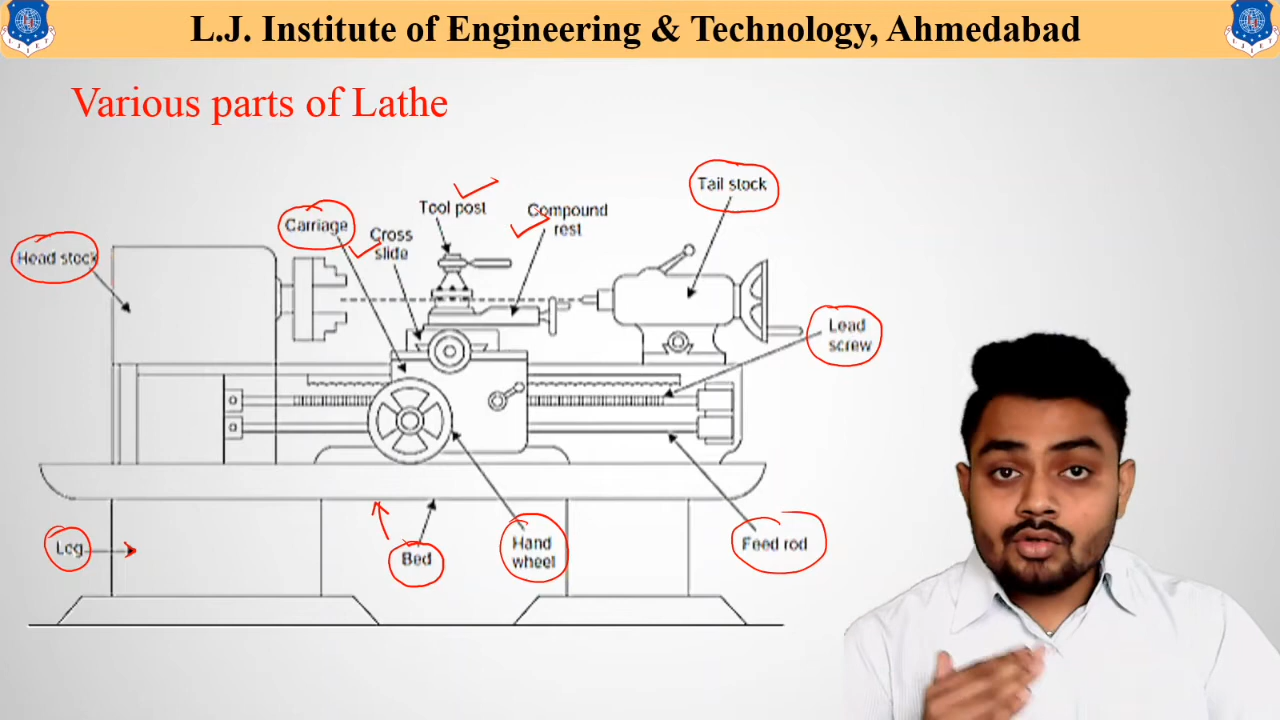 L.J. Institute of Engineering & Technology, Ahmedabad
Various parts of Lathe
Tail stock
Tool post
Compound
rest
Carriage
Cross
slide
Head stock
Lead
screw
Leg
Bed
Hand
wheel
Feed rod